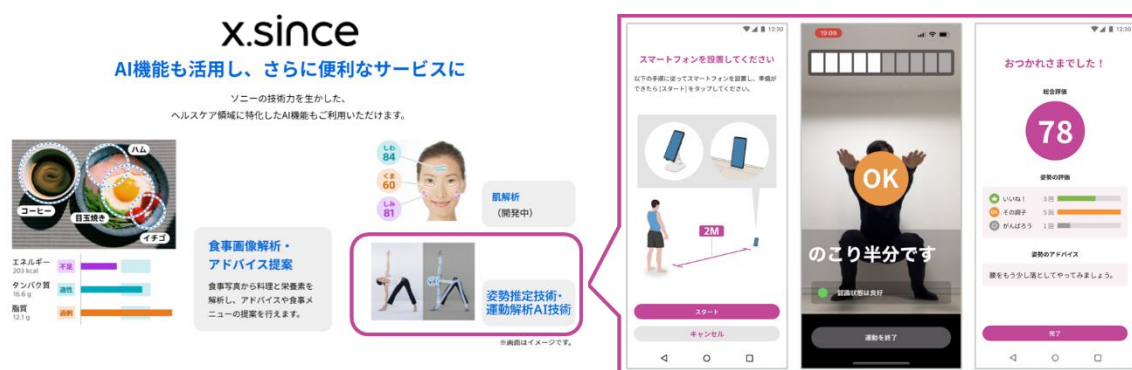 x.since
AI機能も活用し、さらに便利なサービスに
ソニーの技術力を生かした、
ヘルスケア領域に特化したAI機能もご利用いただけます。
ハム
コーヒー
目玉焼き
イチゴ
エネルギー
203 kcal
不足
タンパク質
16.6 g
適性
脂質
12.1 g
過剰
食事画像解析・
アドバイス提案
食事写真から料理と栄養素を
解析し、アドバイスや食事メ
ニューの提案を行えます。
しわ
84
くま
60
しみ
81
肌解析
（開発中）
姿勢推定技術・
運動解析AI技術
※画面はイメージです。
12:30
スマートフォンを設置してください
以下の手順に従ってスマートフォンを設置し、準備が
できたら [スタート] をタップしてください。
2M
スタート
キャンセル
19:09
OK
のこり半分です
認識状態は良好
運動を終了
12:30
おつかれさまでした！
総合評価
78
姿勢の評価
いいね！ 3回
OK その調子 5回
がんばろう 1回
姿勢のアドバイス
腰をもう少し落としてやってみましょう。
完了